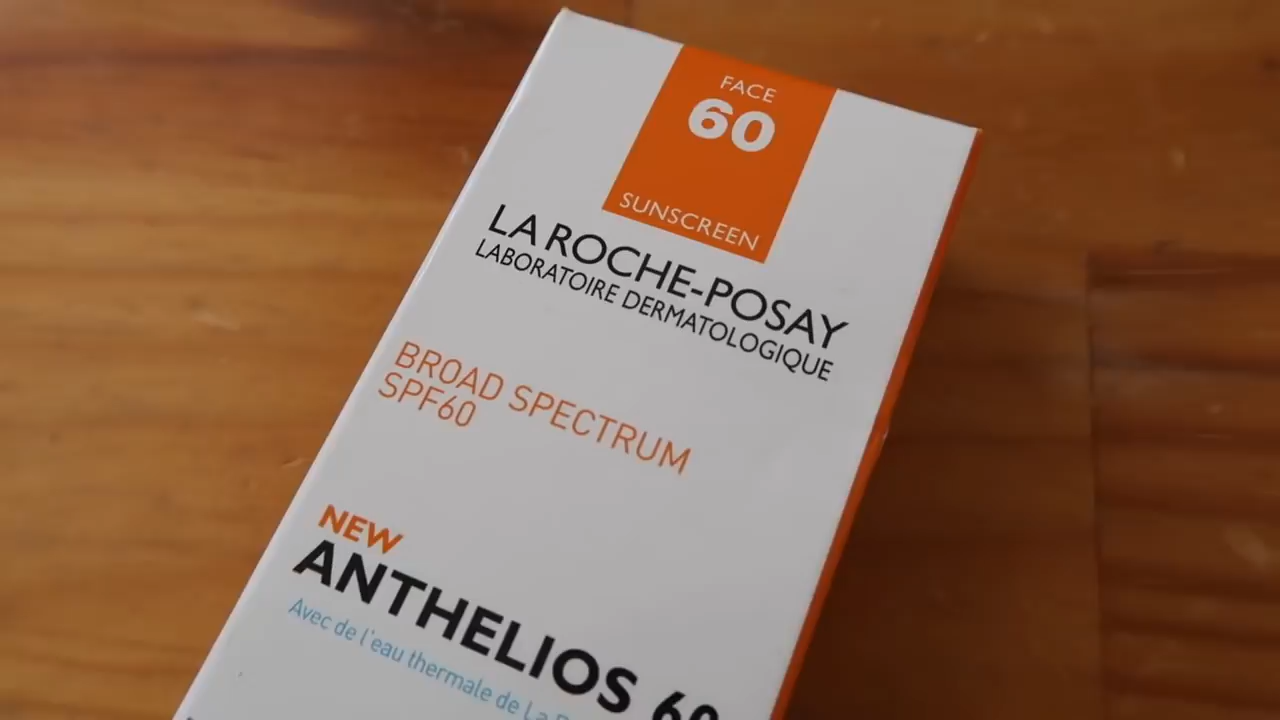 FACE
60
SUNSCREEN
LA ROCHE-POSAY
LABORATOIRE DERMATOLOGIQUE
BROAD SPECTRUM
SPF60
NEW
ANTHELIOS 60
Avec de l'eau thermale de La